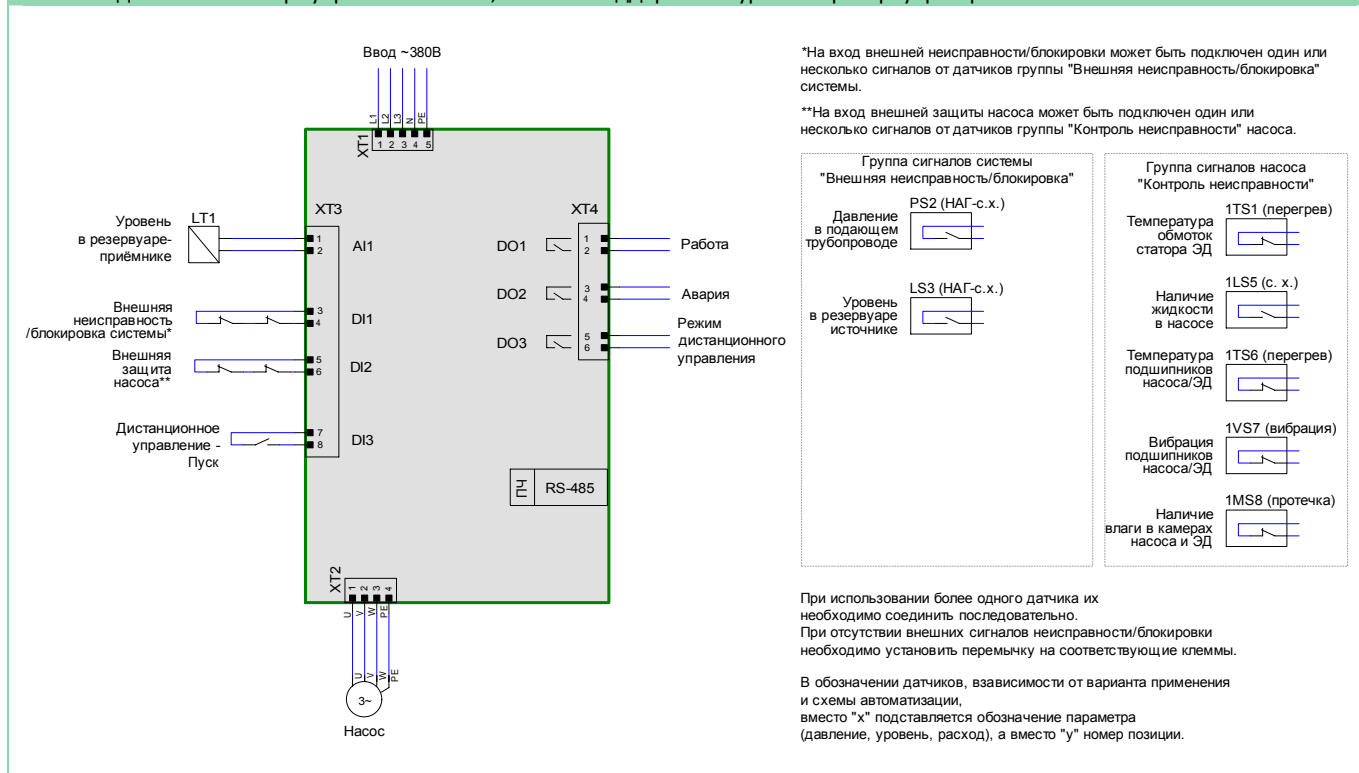 Ввод ~380В
L1
L2
L3
N
PE
XT1
1 2 3 4 5
XT3
XT4
Уровень
в резервуаре-
приёмнике
LT1
1
2
AI1
Внешняя
неисправность
/блокировка системы*
3
4
DI1
Внешняя
защита
насоса**
5
6
DI2
Дистанционное
управление -
Пуск
7
8
DI3
DO1
1
2
Работа
DO2
3
4
Авария
DO3
5
6
Режим
дистанционного
управления
ПЧ
RS-485
XT2
1 2 3 4
U
V
W
PE
U
V
W
PE
3~
Насос
*На вход внешней неисправности/блокировки может быть подключен один или
несколько сигналов от датчиков группы "Внешняя неисправность/блокировка"
системы.
**На вход внешней защиты насоса может быть подключен один или
несколько сигналов от датчиков группы "Контроль неисправности" насоса.
Группа сигналов системы
"Внешняя неисправность/блокировка"
PS2 (НАГ-с.х.)
Давление
в подающем
трубопроводе
LS3 (НАГ-с.х.)
Уровень
в резервуаре
источнике
Группа сигналов насоса
"Контроль неисправности"
1TS1 (перегрев)
Температура
обмоток
статора ЭД
1LS5 (с. х.)
Наличие
жидкости
в насосе
1TS6 (перегрев)
Температура
подшипников
насоса/ЭД
1VS7 (вибрация)
Вибрация
подшипников
насоса/ЭД
1MS8 (протечка)
Наличие
влаги в камерах
насоса и ЭД
При использовании более одного датчика их
необходимо соединить последовательно.
При отсутствии внешних сигналов неисправности/блокировки
необходимо установить перемычку на соответствующие клеммы.
В обозначении датчиков, взависимости от варианта применения
и схемы автоматизации,
вместо "х" подставляется обозначение параметра
(давление, уровень, расход), а вместо "у" номер позиции.